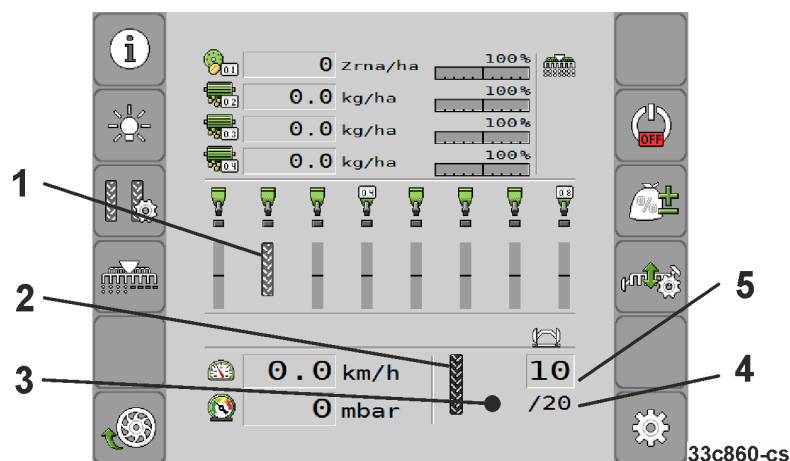 01 0 Zrna/ha 100%
02 0.0 kg/ha 100%
03 0.0 kg/ha 100%
04 0.0 kg/ha 100%
OFF
1
04 08
%
2
5
0.0 km/h 10
3
0 mbar /20
4
33c860-cs